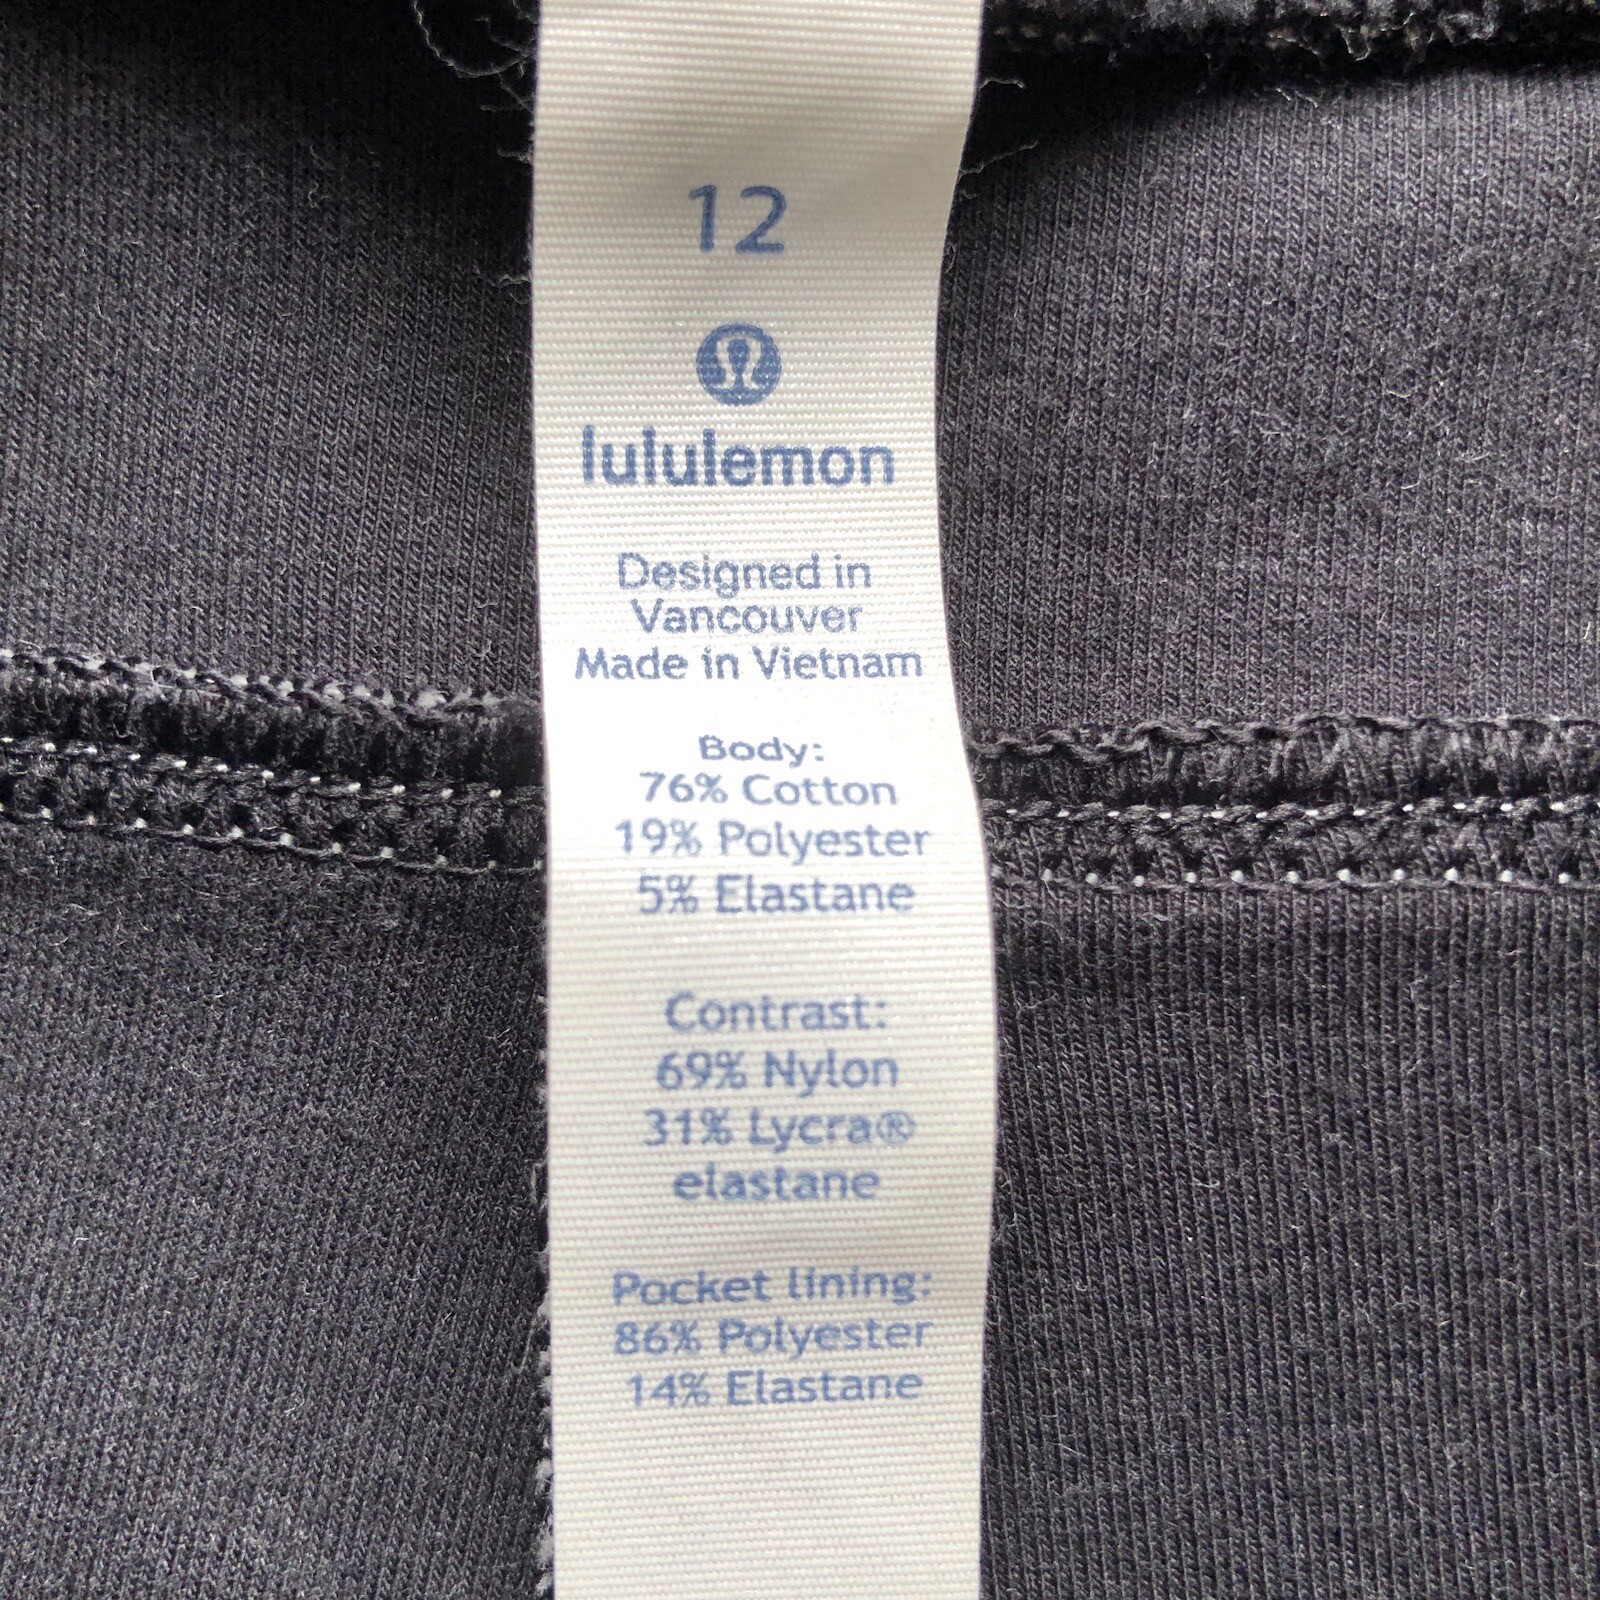 12
lululemon
Designed in
Vancouver
Made in Vietnam
Body:
76% Cotton
19% Polyester
5% Elastane
Contrast:
69% Nylon
31% Lycra®
elastane
Pocket lining:
86% Polyester
14% Elastane